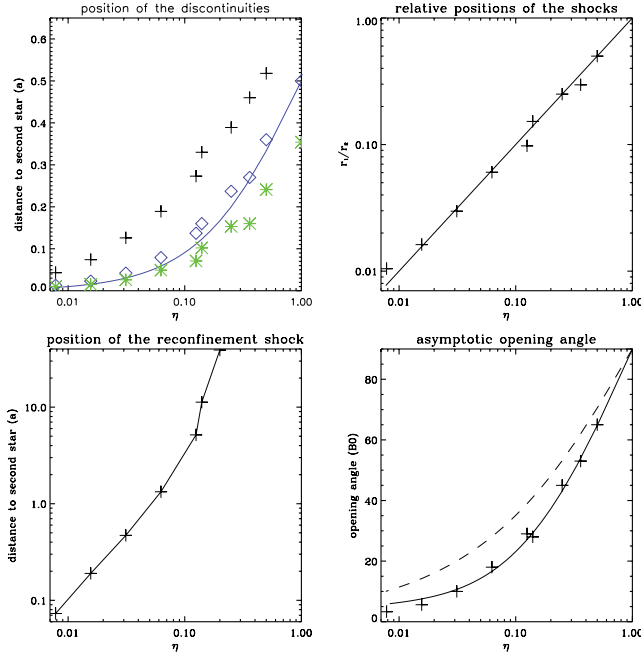 position of the discontinuities
distance to second star (a)
0.6
0.5
0.4
0.3
0.2
0.1
0.0
0.01
0.10
1.00
η
relative positions of the shocks
r₁/r₂
1.00
0.10
0.01
0.01
0.10
1.00
η
position of the reconfinement shock
distance to second star (a)
10.0
1.0
0.1
0.01
0.10
1.00
η
asymptotic opening angle
opening angle (B0)
80
60
40
20
0
0.01
0.10
1.00
η